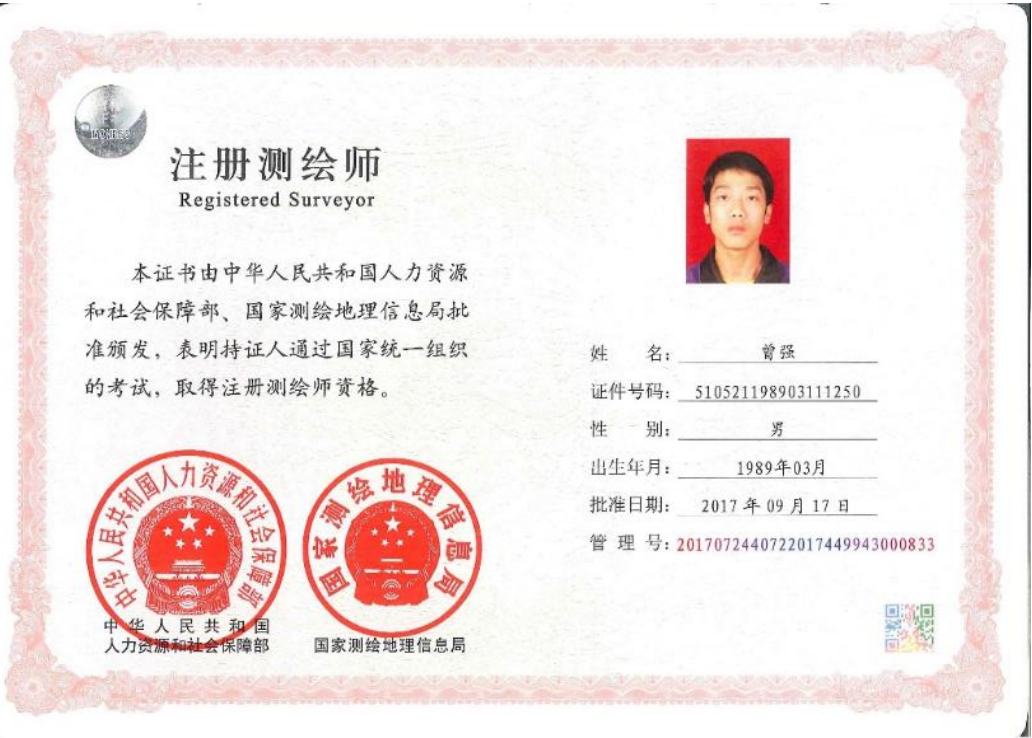 注册测绘师
Registered Surveyor
本证书由中华人民共和国人力资源
和社会保障部、国家测绘地理信息局批
准颁发，表明持证人通过国家统一组织
的考试，取得注册测绘师资格。
姓 名：曾强
证件号码：510521198903111250
性 别：男
出生年月：1989年03月
批准日期：2017年09月17日
管 理 号：2017072440722017449943000833
中华人民共和国人力资源和社会保障部
国家测绘地理信息局
中华人民共和国
人力资源和社会保障部
国家测绘地理信息局